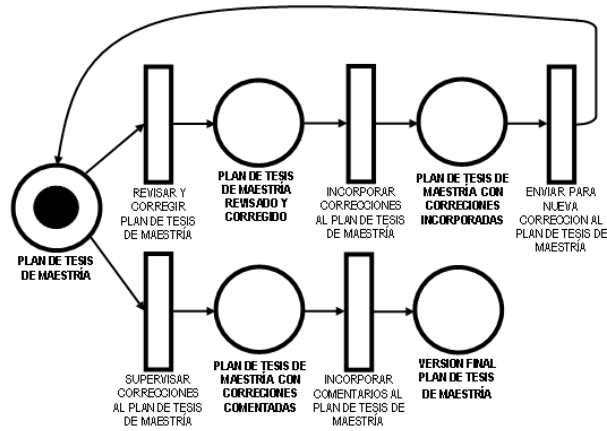 PLAN DE TESIS
DE MAESTRÍA
REVISAR Y
CORREGIR
PLAN DE TESIS
DE MAESTRÍA
PLAN DE TESIS
DE MAESTRÍA
REVISADO Y
CORREGIDO
INCORPORAR
CORRECCIONES
AL PLAN DE TESIS
DE MAESTRÍA
PLAN DE TESIS DE
MAESTRÍA CON
CORRECIONES
INCORPORADAS
ENVIAR PARA
NUEVA
CORRECCION AL
PLAN DE TESIS DE
MAESTRÍA
SUPERVISAR
CORRECCIONES
AL PLAN DE TESIS
DE MAESTRÍA
PLAN DE TESIS DE
MAESTRÍA CON
CORRECIONES
COMENTADAS
INCORPORAR
COMENTARIOS AL
PLAN DE TESIS DE
MAESTRÍA
VERSION FINAL
PLAN DE TESIS
DE MAESTRÍA